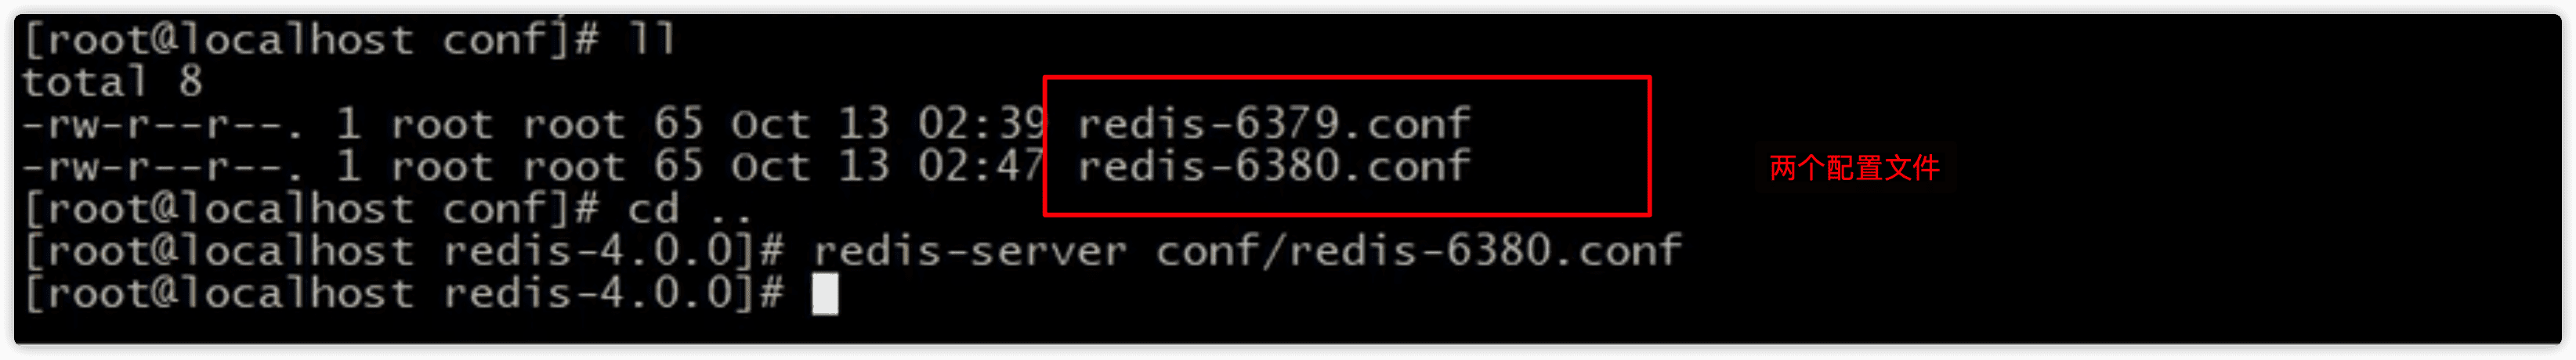 [root@localhost conf]# ll
total 8
-rw-r--r--. 1 root root 65 Oct 13 02:39 redis-6379.conf
-rw-r--r--. 1 root root 65 Oct 13 02:47 redis-6380.conf
两个配置文件
[root@localhost conf]# cd ..
[root@localhost redis-4.0.0]# redis-server conf/redis-6380.conf
[root@localhost redis-4.0.0]#